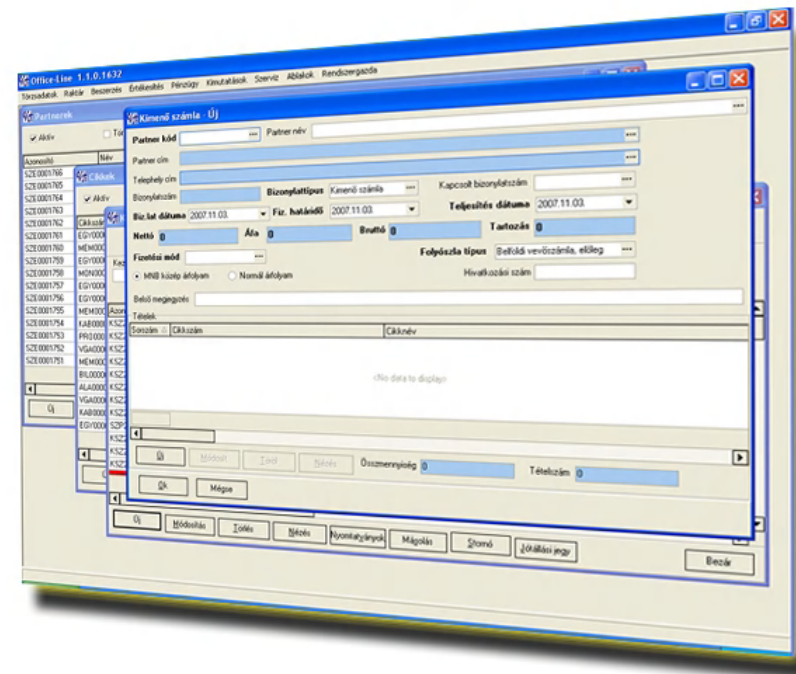 Office-Line 1.1.0.1632
Törzsadatok Raktár Beszerzés Értékesítés Pénzügy Kimutatások Szerviz Ablakok Rendszergazda
Partnerek
Aktív
Azonosító Név
SZE0001766
SZE0001765
SZE0001764
SZE0001763
SZE0001762
SZE0001761
SZE0001760
SZE0001759
SZE0001758
SZE0001757
SZE0001756
SZE0001755
SZE0001754
SZE0001753
SZE0001752
SZE0001751
Új
Cikkek
Aktív
Cikkszám
Kimenő számla - Új
Partner kód Partner név
Partner cím
Telephely cím
Bizonylatszám Bizonylattípus Kimenő számla Kapcsolt bizonylatszám
Biz.lat dátuma 2007.11.03. Fiz. határidő 2007.11.03. Teljesítés dátuma 2007.11.03.
Nettó 0 Áfa 0 Bruttó 0 Tartozás 0
Fizetési mód Folyószla típus Belföldi vevőszámla, előleg
MNB közép árfolyam Normál árfolyam Hivatkozási szám
Belső megjegyzés
Tételek
Sorszám Cikkszám Cikknév
<No data to display>
Új Módosít Töröl Nézés Összmennyiség 0 Tételszám 0
Ok Mégse
Új Módosítás Törlés Nézés Nyomtatványok Mágolás Stornó Jótállási jegy Bezár